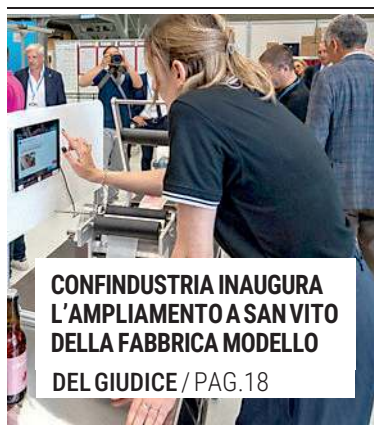 CONFINDUSTRIA INAUGURA
L'AMPLIAMENTO A SAN VITO
DELLA FABBRICA MODELLO
DEL GIUDICE / PAG.18